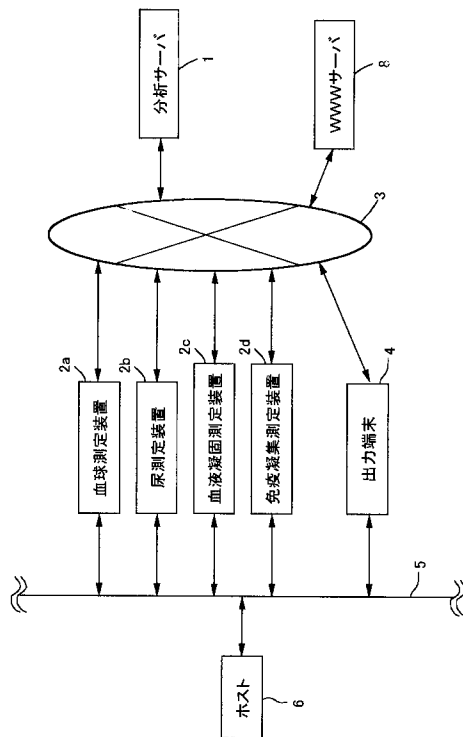 分析サーバ
1
WWWサーバ
8
3
2a
血球測定装置
2b
尿測定装置
2c
血液凝固測定装置
2d
免疫凝集測定装置
4
出力端末
5
ホスト
6